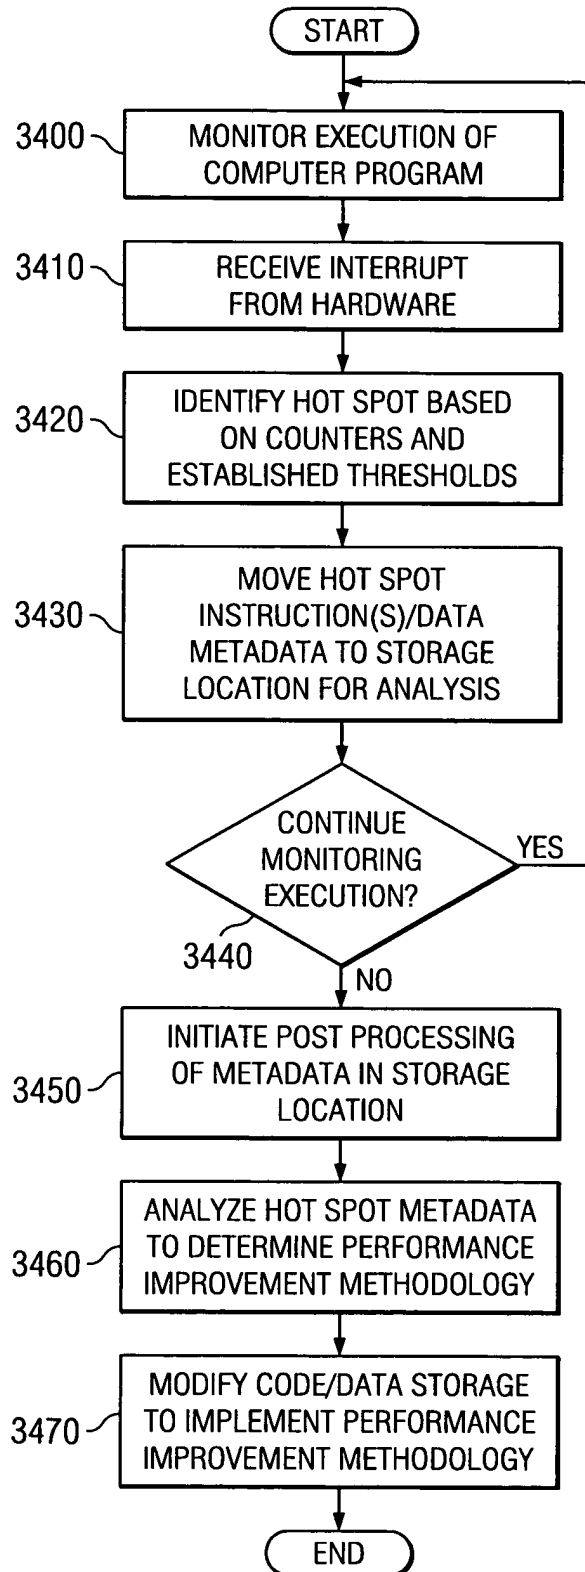 START
3400
MONITOR EXECUTION OF
COMPUTER PROGRAM
3410
RECEIVE INTERRUPT
FROM HARDWARE
3420
IDENTIFY HOT SPOT BASED
ON COUNTERS AND
ESTABLISHED THRESHOLDS
3430
MOVE HOT SPOT
INSTRUCTION(S)/DATA
METADATA TO STORAGE
LOCATION FOR ANALYSIS
CONTINUE
MONITORING
EXECUTION?
YES
3440
NO
3450
INITIATE POST PROCESSING
OF METADATA IN STORAGE
LOCATION
3460
ANALYZE HOT SPOT METADATA
TO DETERMINE PERFORMANCE
IMPROVEMENT METHODOLOGY
3470
MODIFY CODE/DATA STORAGE
TO IMPLEMENT PERFORMANCE
IMPROVEMENT METHODOLOGY
END